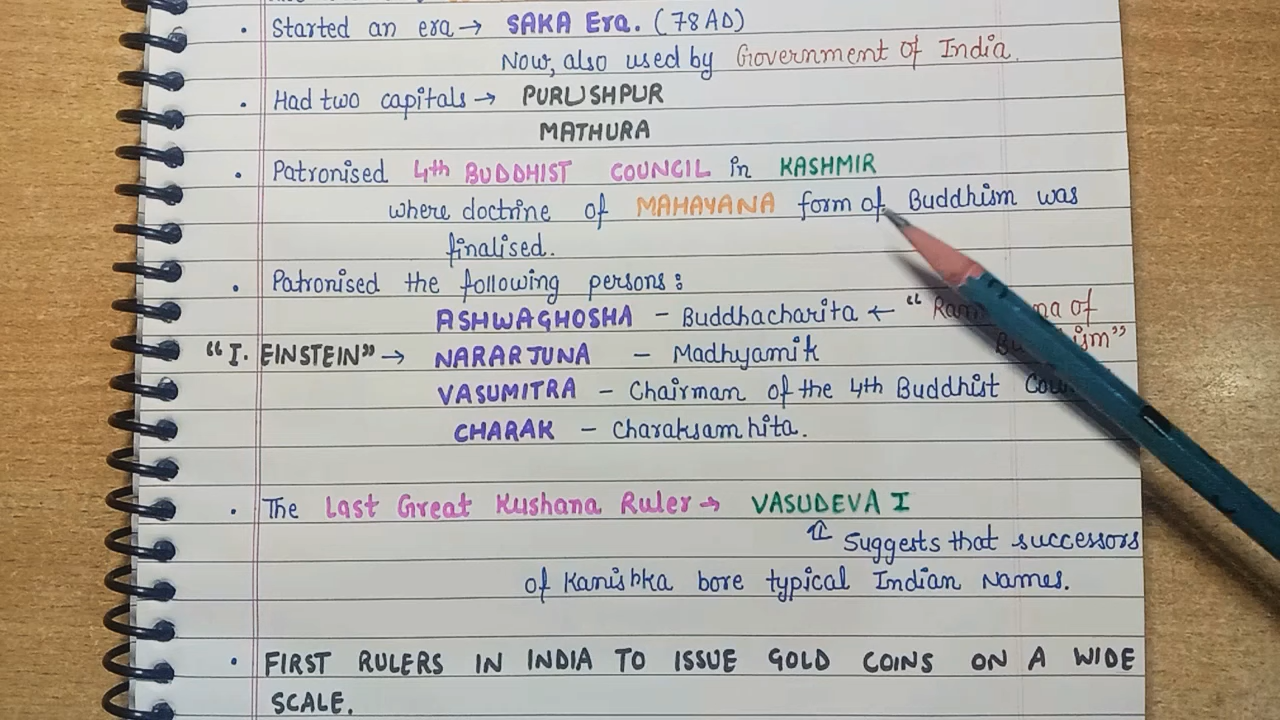 • Started an era → SAKA Era. (78 AD)
Now, also used by Government of India.
• Had two capitals → PURUSHPUR
MATHURA
• Patronised 4th BUDDHIST COUNCIL in KASHMIR
where doctrine of MAHAYANA form of Buddhism was
finalised.
• Patronised the following persons:
ASHWAGHOSHA – Buddhacharita ← " of
"I. EINSTEIN" → NARARJUNA – Madhyamik "
VASUMITRA – Chairman of the 4th Buddhist
CHARAK – Charaksamhita.
• The Last Great Kushana Ruler → VASUDEVA I
⇑ Suggests that successors
of Kanishka bore typical Indian Names.
• FIRST RULERS IN INDIA TO ISSUE GOLD COINS ON A WIDE
SCALE.